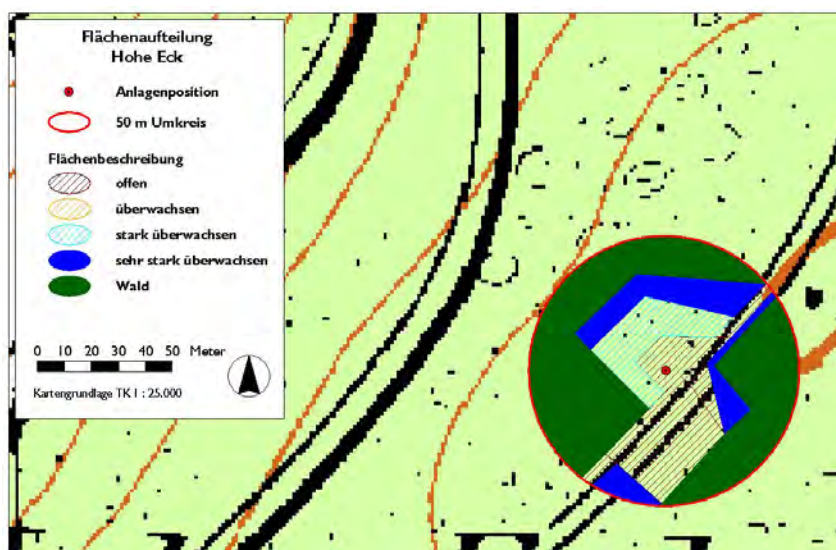 Flächenaufteilung
Hohe Eck
Anlagenposition
50 m Umkreis
Flächenbeschreibung
offen
überwachsen
stark überwachsen
sehr stark überwachsen
Wald
0 10 20 30 40 50 Meter
Kartengrundlage TK 1 : 25.000